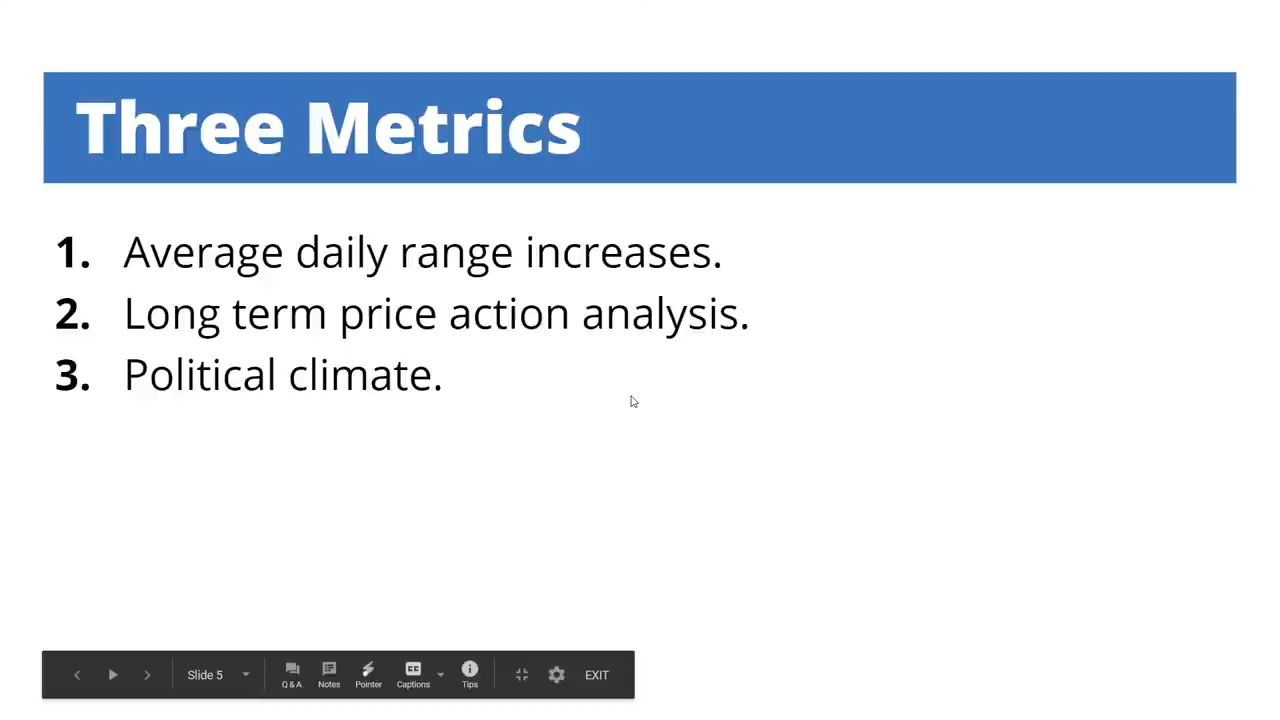 Three Metrics
1. Average daily range increases.
2. Long term price action analysis.
3. Political climate.
Slide 5
Q & A
Notes
Pointer
CC
Captions
Tips
EXIT